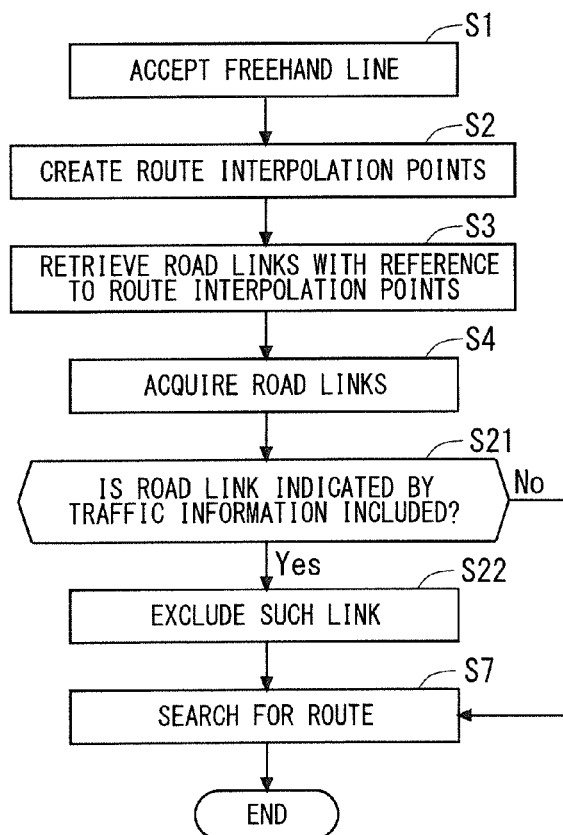 S1
ACCEPT FREEHAND LINE
S2
CREATE ROUTE INTERPOLATION POINTS
S3
RETRIEVE ROAD LINKS WITH REFERENCE
TO ROUTE INTERPOLATION POINTS
S4
ACQUIRE ROAD LINKS
S21
IS ROAD LINK INDICATED BY
TRAFFIC INFORMATION INCLUDED?
No
Yes
S22
EXCLUDE SUCH LINK
S7
SEARCH FOR ROUTE
END